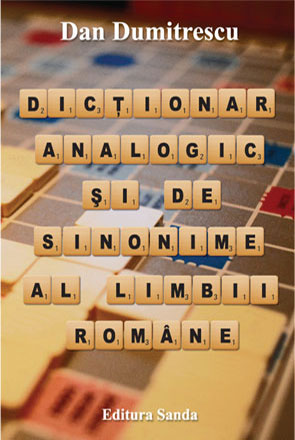 Dan Dumitrescu
DICȚIONAR
ANALOGIC
ŞI DE
SINONIME
AL LIMBII
ROMÂNE
Editura Sanda